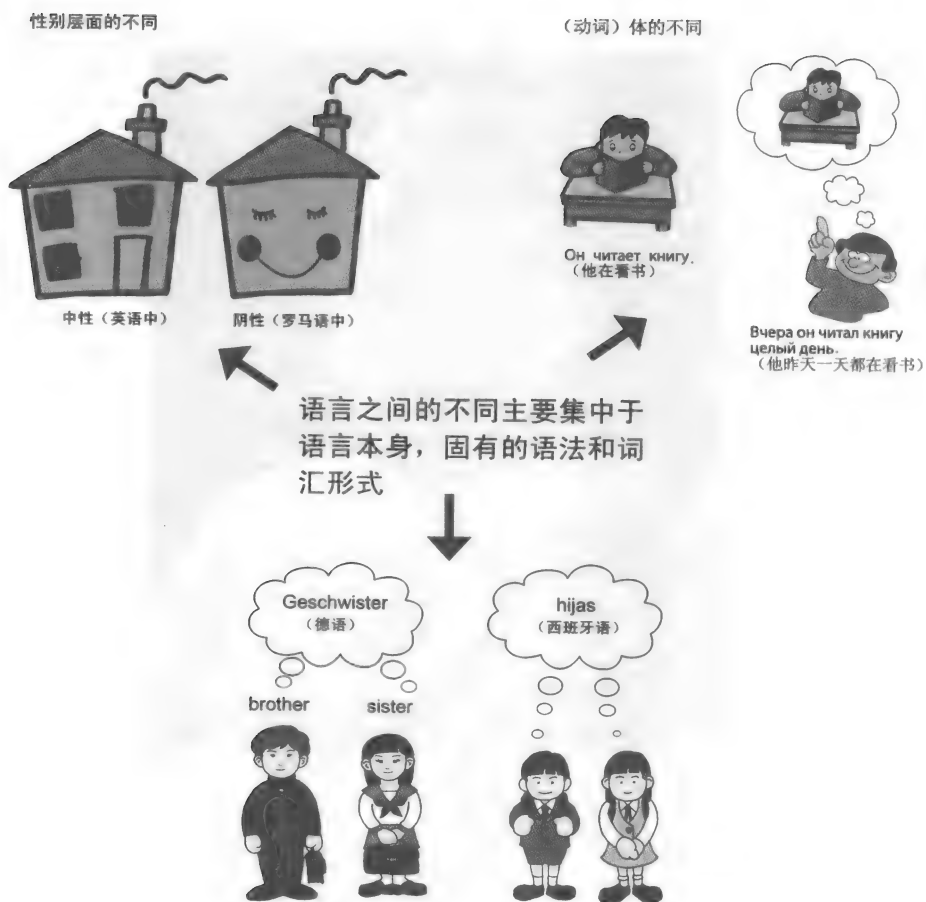 性别层面的不同
（动词）体的不同
中性（英语中）
阴性（罗马语中）
Он читает книгу.
（他在看书）
Вчера он читал книгу
целый день.
（他昨天一天都在看书）
语言之间的不同主要集中于
语言本身，固有的语法和词
汇形式
Geschwister
（德语）
brother
sister
hijas
（西班牙语）